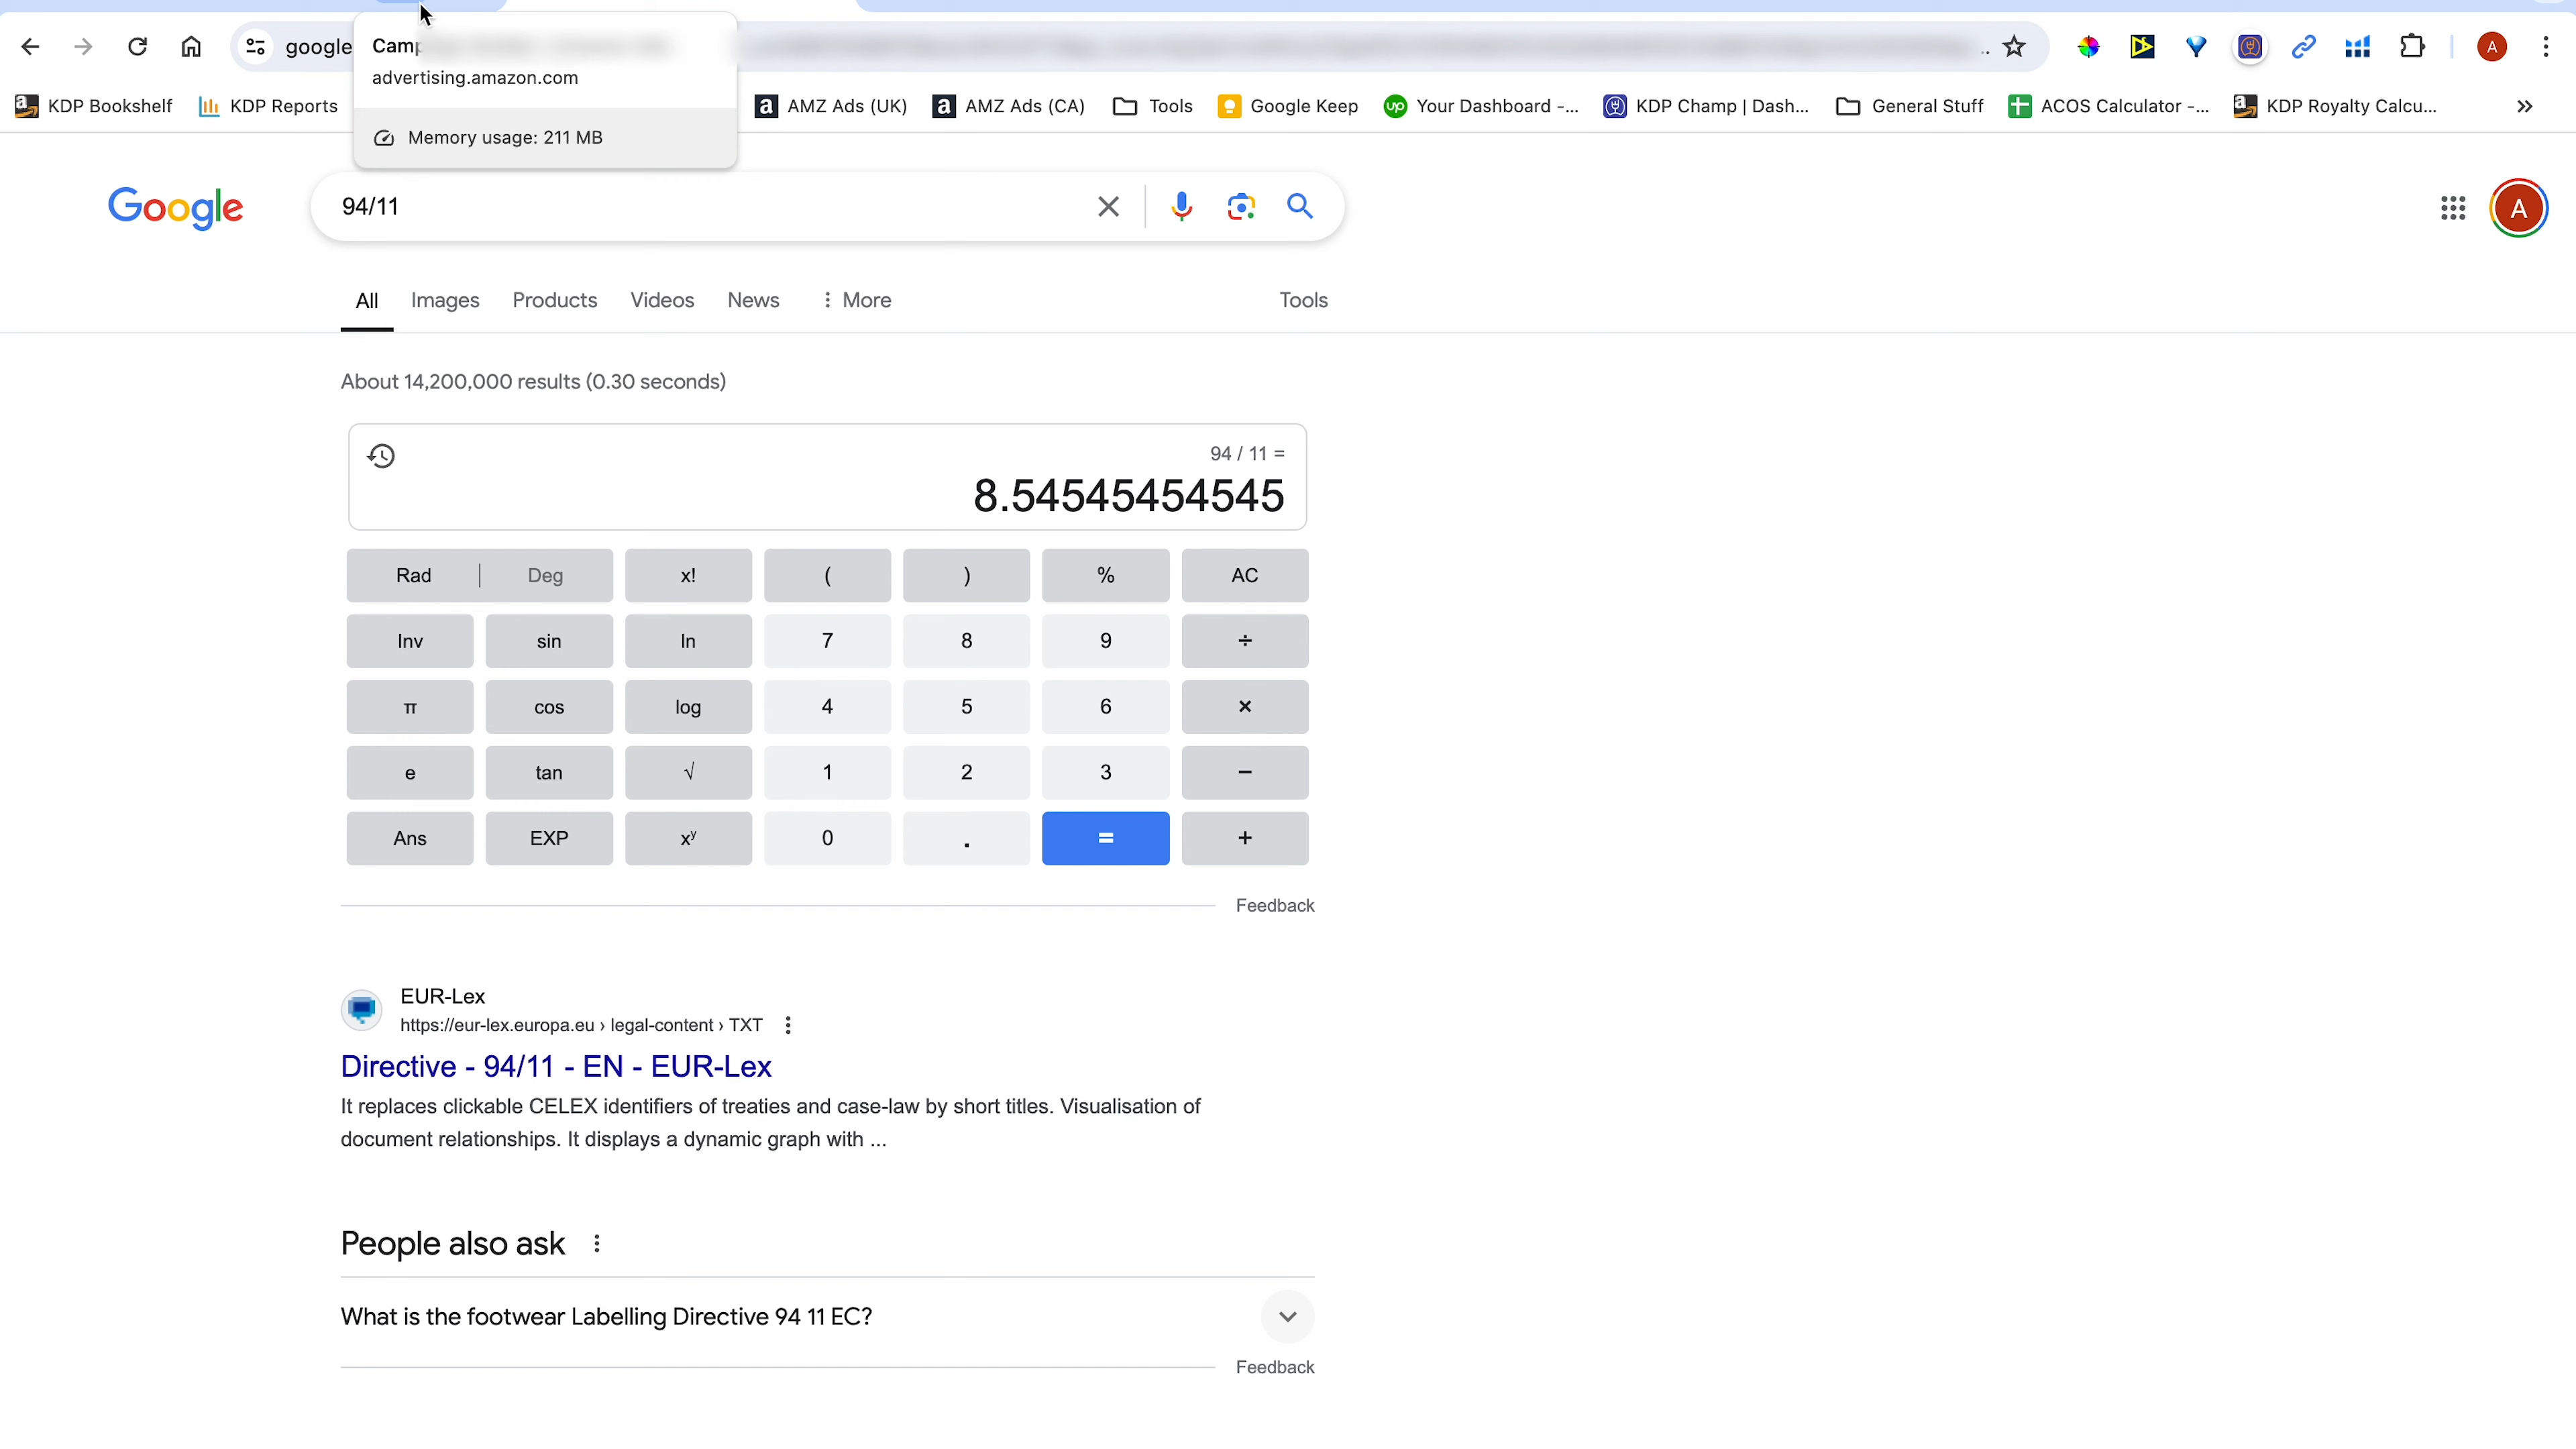 google
Camp
advertising.amazon.com
Memory usage: 211 MB
A
KDP Bookshelf
KDP Reports
a AMZ Ads (UK)
a AMZ Ads (CA)
Tools
Google Keep
up Your Dashboard -...
KDP Champ | Dash...
General Stuff
ACOS Calculator -...
KDP Royalty Calcu...
Google
94/11
A
All Images Products Videos News More Tools
About 14,200,000 results (0.30 seconds)
94 / 11 =
8.54545454545
Rad | Deg x! ( ) % AC
Inv sin ln 7 8 9 ÷
π cos log 4 5 6 ×
e tan √ 1 2 3 −
Ans EXP xʸ 0 . = +
Feedback
EUR-Lex
https://eur-lex.europa.eu › legal-content › TXT
Directive - 94/11 - EN - EUR-Lex
It replaces clickable CELEX identifiers of treaties and case-law by short titles. Visualisation of
document relationships. It displays a dynamic graph with ...
People also ask
What is the footwear Labelling Directive 94 11 EC?
Feedback